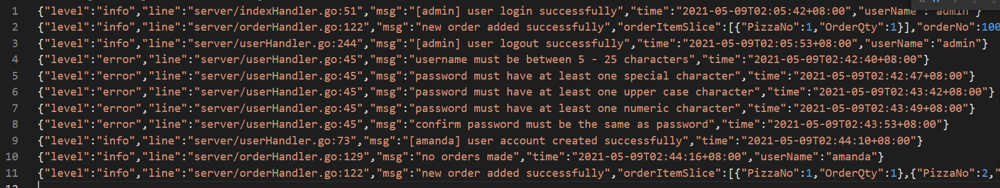 1 {"level":"info","line":"server/indexHandler.go:51","msg":"[admin] user login successfully","time":"2021-05-09T02:05:42+08:00","userName":"admin"}
2 {"level":"info","line":"server/orderHandler.go:122","msg":"new order added successfully","orderItemSlice":[{"PizzaNo":1,"OrderQty":1}],"orderNo":100
3 {"level":"info","line":"server/userHandler.go:244","msg":"[admin] user logout successfully","time":"2021-05-09T02:05:53+08:00","userName":"admin"}
4 {"level":"error","line":"server/userHandler.go:45","msg":"username must be between 5 - 25 characters","time":"2021-05-09T02:42:40+08:00"}
5 {"level":"error","line":"server/userHandler.go:45","msg":"password must have at least one special character","time":"2021-05-09T02:42:47+08:00"}
6 {"level":"error","line":"server/userHandler.go:45","msg":"password must have at least one upper case character","time":"2021-05-09T02:43:42+08:00"}
7 {"level":"error","line":"server/userHandler.go:45","msg":"password must have at least one numeric character","time":"2021-05-09T02:43:49+08:00"}
8 {"level":"error","line":"server/userHandler.go:45","msg":"confirm password must be the same as password","time":"2021-05-09T02:43:53+08:00"}
9 {"level":"info","line":"server/userHandler.go:73","msg":"[amanda] user account created successfully","time":"2021-05-09T02:44:10+08:00"}
10 {"level":"info","line":"server/orderHandler.go:129","msg":"no orders made","time":"2021-05-09T02:44:16+08:00","userName":"amanda"}
11 {"level":"info","line":"server/orderHandler.go:122","msg":"new order added successfully","orderItemSlice":[{"PizzaNo":1,"OrderQty":1},{"PizzaNo":2,"
12